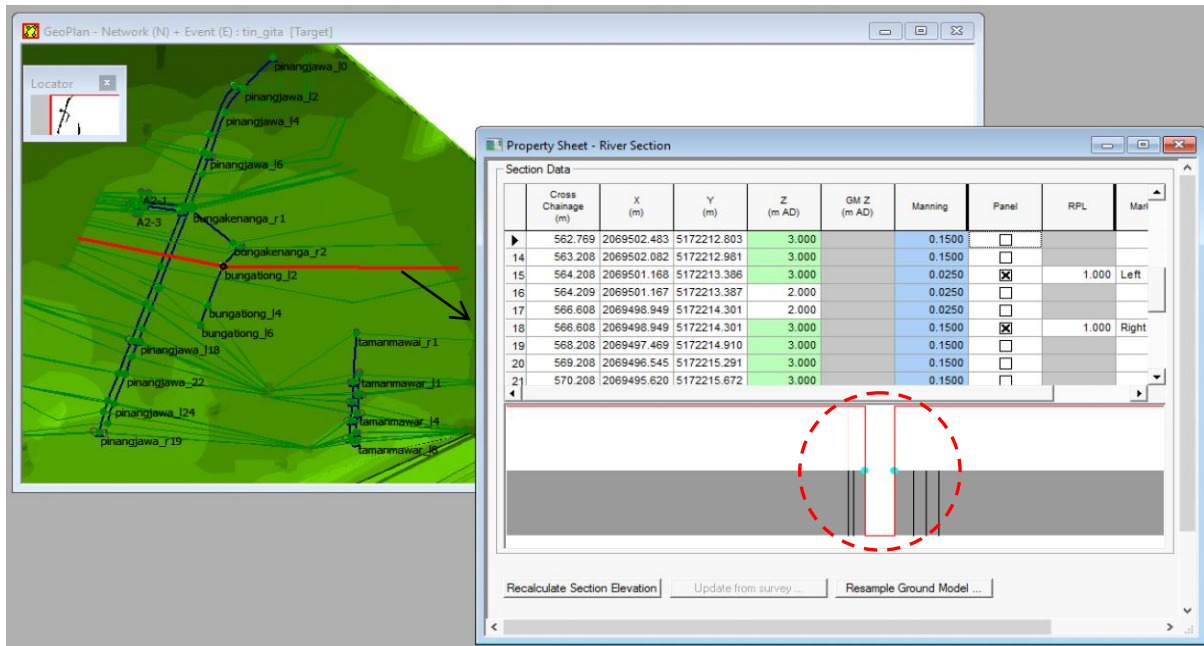 GeoPlan - Network (N) + Event (E) : tin_gita [Target]
Locator
pinangjawa_l0
pinangjawa_l2
pinangjawa_l4
pinangjawa_l6
A2-1
A2-3
bungakenanga_r1
bungakenanga_r2
bungationg_l2
bungationg_l4
bungationg_l6
pinangjawa_l18
tamanmawai_r1
pinangjawa_22
tamanmawar_l1
pinangjawa_l24
tamanmawar_l4
pinangjawa_r19
tamanmawar_l8
Property Sheet - River Section
Section Data
Cross Chainage (m) X (m) Y (m) Z (m AD) GM Z (m AD) Manning Panel RPL Mari
562.769 2069502.483 5172212.803 3.000 0.1500
14 563.208 2069502.082 5172212.981 3.000 0.1500
15 564.208 2069501.168 5172213.386 3.000 0.0250 1.000 Left
16 564.209 2069501.167 5172213.387 2.000 0.0250
17 566.608 2069498.949 5172214.301 2.000 0.0250
18 566.608 2069498.949 5172214.301 3.000 0.1500 1.000 Right
19 568.208 2069497.469 5172214.910 3.000 0.1500
20 569.208 2069496.545 5172215.291 3.000 0.1500
21 570.208 2069495.620 5172215.672 3.000 0.1500
Recalculate Section Elevation Update from survey ... Resample Ground Model ...